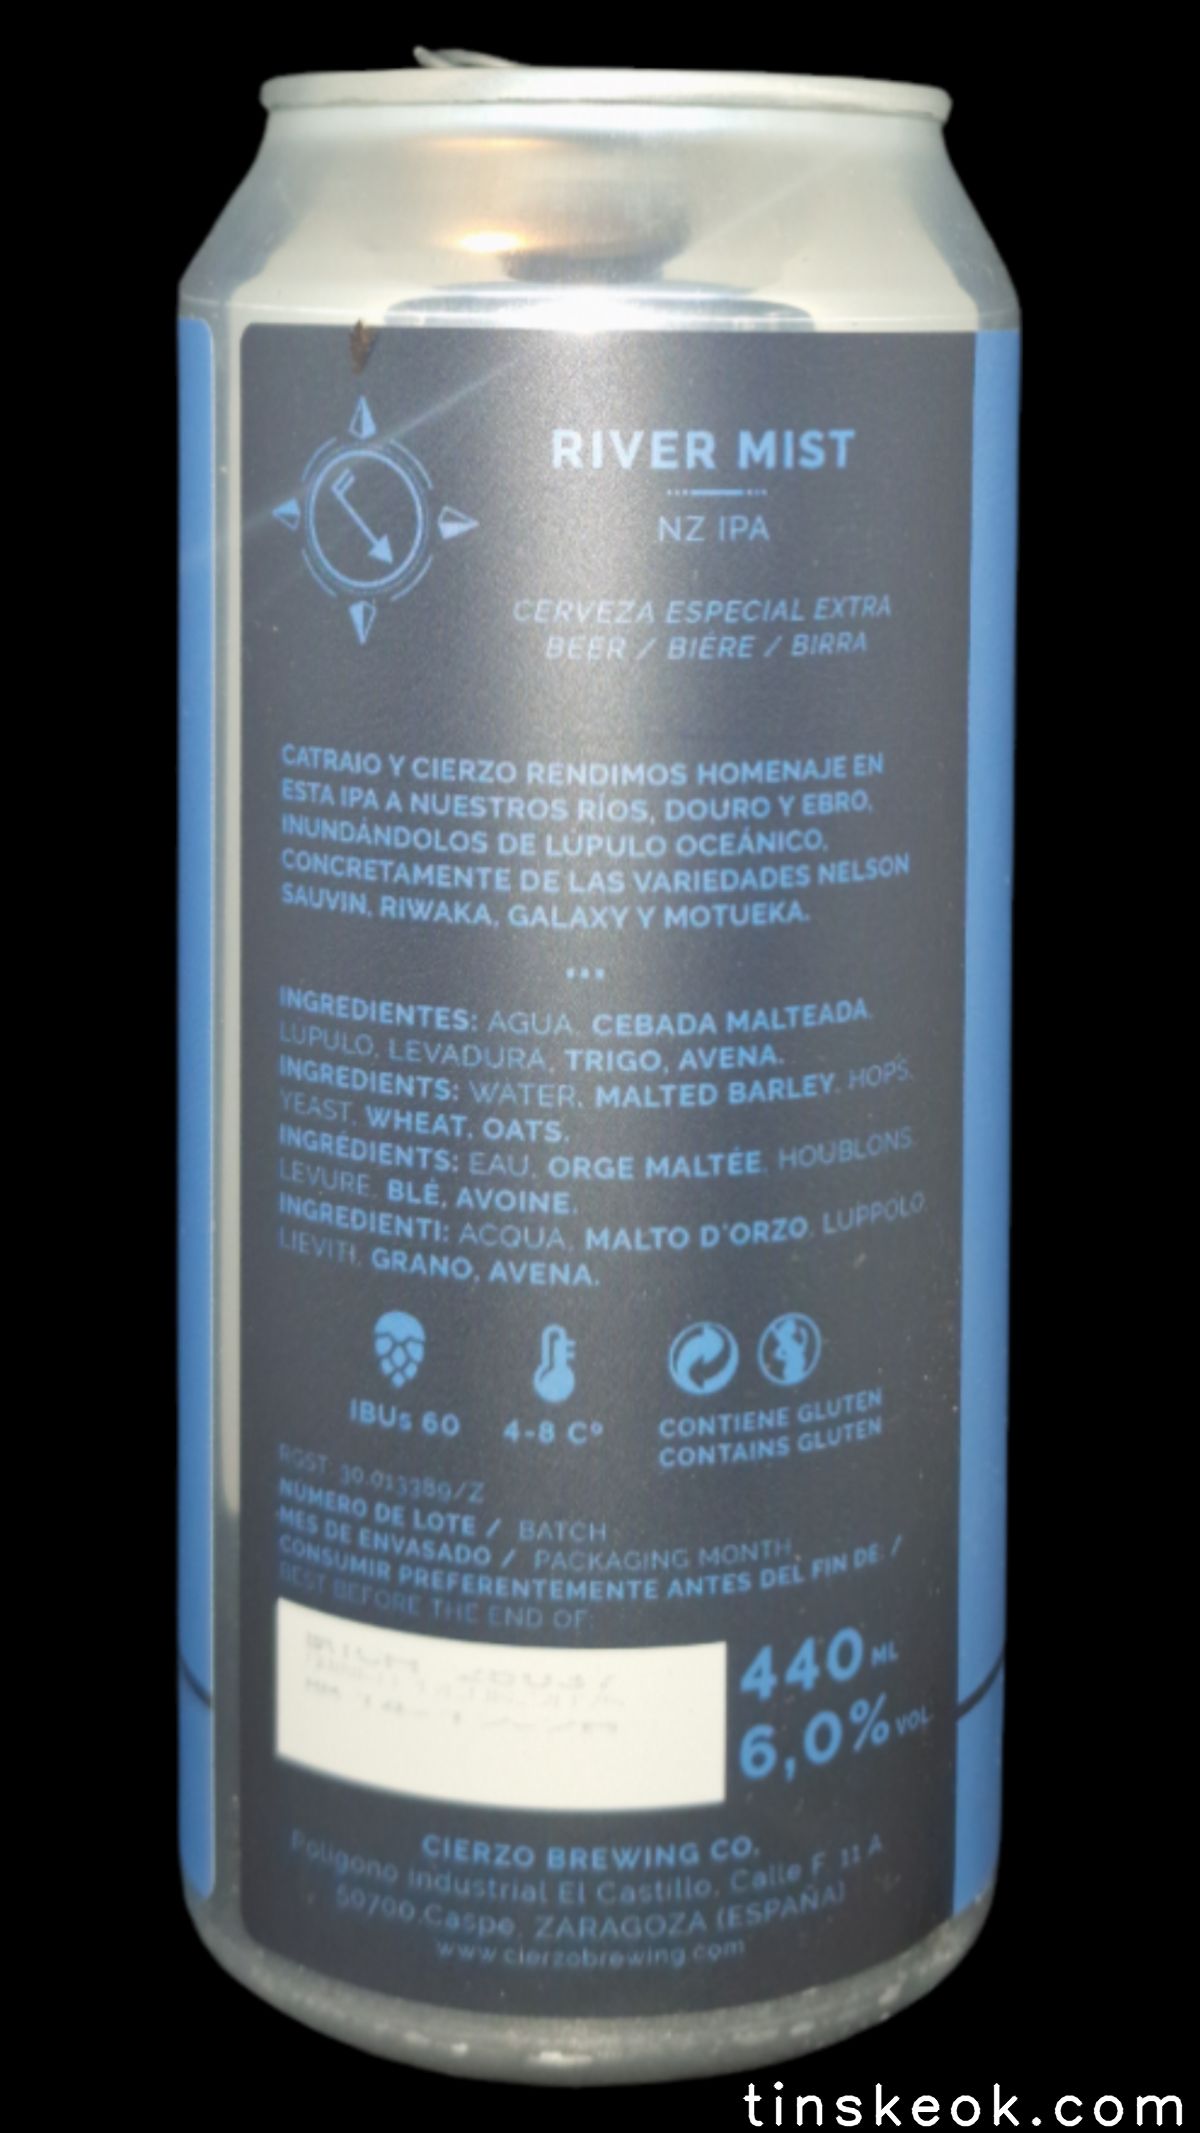 RIVER MIST
NZ IPA
CERVEZA ESPECIAL EXTRA
BEER / BIÉRE / BIRRA
CATRAIO Y CIERZO RENDIMOS HOMENAJE EN
ESTA IPA A NUESTROS RÍOS, DOURO Y EBRO,
INUNDÁNDOLOS DE LÚPULO OCEÁNICO,
CONCRETAMENTE DE LAS VARIEDADES NELSON
SAUVIN, RIWAKA, GALAXY Y MOTUEKA.
INGREDIENTES: AGUA, CEBADA MALTEADA,
LÚPULO, LEVADURA, TRIGO, AVENA.
INGREDIENTS: WATER, MALTED BARLEY, HOPS,
YEAST, WHEAT, OATS.
INGRÉDIENTS: EAU, ORGE MALTÉE, HOUBLONS,
LEVURE, BLÉ, AVOINE.
INGREDIENTI: ACQUA, MALTO D'ORZO, LUPPOLO,
LIEVITI, GRANO, AVENA.
IBUs 60
4-8 Cº
CONTIENE GLUTEN
CONTAINS GLUTEN
RGST: 30.013389/Z
NÚMERO DE LOTE / BATCH
MES DE ENVASADO / PACKAGING MONTH
CONSUMIR PREFERENTEMENTE ANTES DEL FIN DE: /
BEST BEFORE THE END OF:
440 ML
6,0% VOL.
CIERZO BREWING CO.
Polígono industrial El Castillo, Calle F, 11 A
50700.Caspe, ZARAGOZA (ESPAÑA)
www.cierzobrewing.com
tinskeok.com